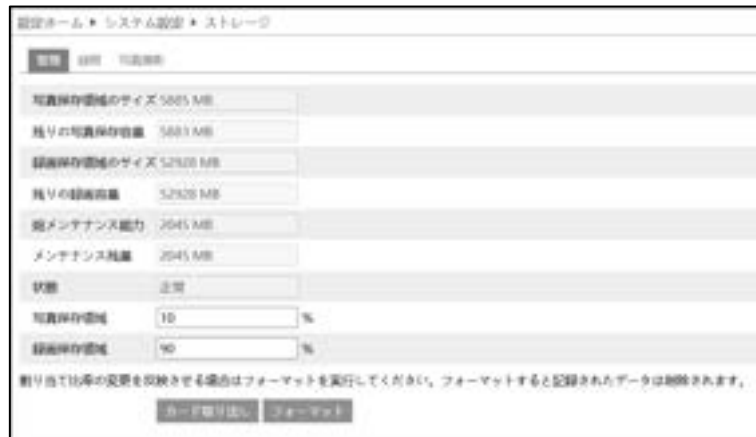 設定ホーム ▶ システム設定 ▶ ストレージ
管理 録画 写真撮影
写真保存領域のサイズ 5885 MB
残りの写真保存容量 5883 MB
録画保存領域のサイズ 52928 MB
残りの録画容量 52928 MB
総メンテナンス能力 2045 MB
メンテナンス残量 2045 MB
状態 正常
写真保存領域 10 %
録画保存領域 90 %
割り当て比率の変更を反映させる場合はフォーマットを実行してください。フォーマットすると記録されたデータは削除されます。
カード取り出し フォーマット